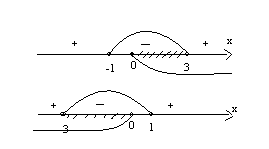 + − + x
-1 0 3
+ − + x
3 0 1